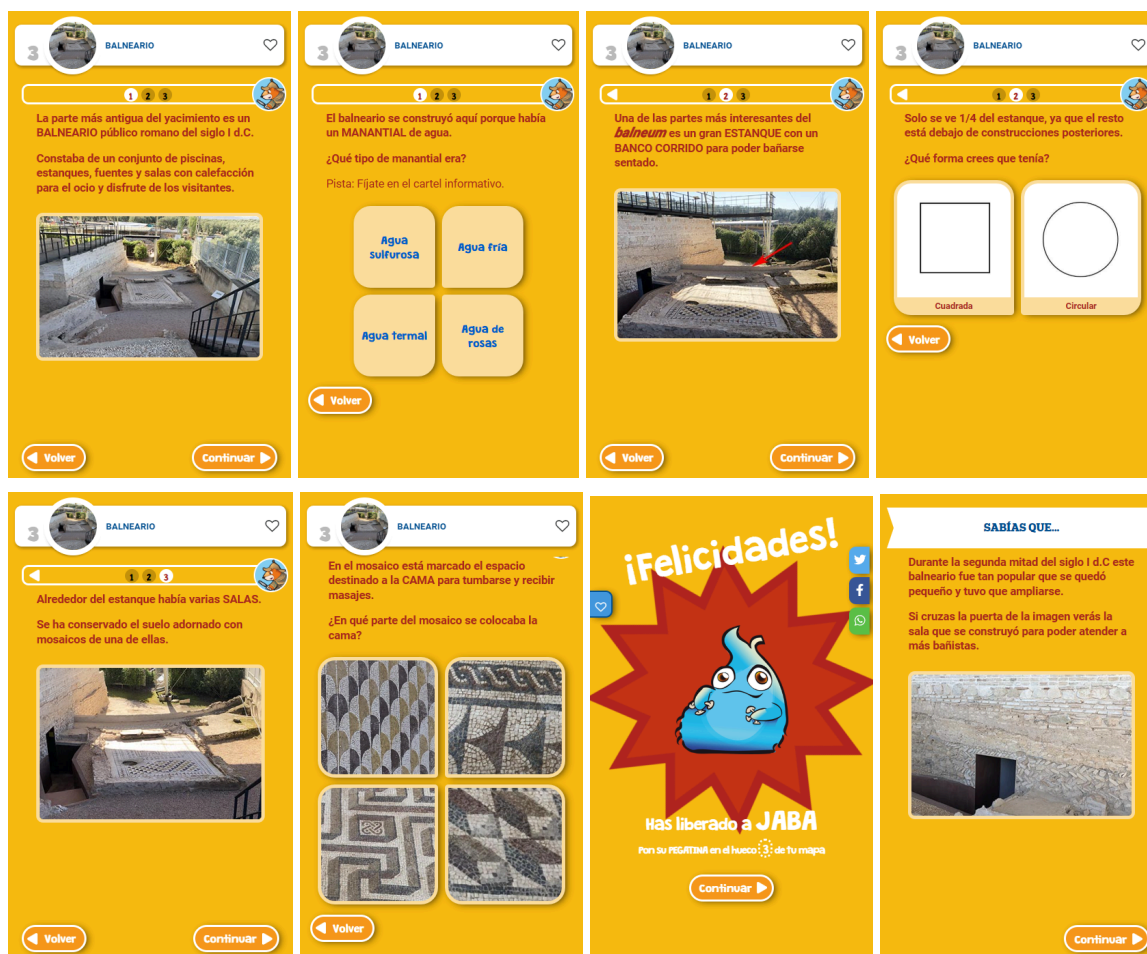 3
BALNEARIO
1 2 3
La parte más antigua del yacimiento es un
BALNEARIO público romano del siglo I d.C.
Constaba de un conjunto de piscinas,
estanques, fuentes y salas con calefacción
para el ocio y disfrute de los visitantes.
Volver
Continuar
3
BALNEARIO
1 2 3
El balneario se construyó aquí porque había
un MANANTIAL de agua.
¿Qué tipo de manantial era?
Pista: Fíjate en el cartel informativo.
Agua
sulfurosa
Agua fría
Agua termal
Agua de
rosas
Volver
3
BALNEARIO
1 2 3
Una de las partes más interesantes del
balneum es un gran ESTANQUE con un
BANCO CORRIDO para poder bañarse
sentado.
Volver
Continuar
3
BALNEARIO
1 2 3
Solo se ve 1/4 del estanque, ya que el resto
está debajo de construcciones posteriores.
¿Qué forma crees que tenía?
Cuadrada
Circular
Volver
3
BALNEARIO
1 2 3
Alrededor del estanque había varias SALAS.
Se ha conservado el suelo adornado con
mosaicos de una de ellas.
Volver
Continuar
3
BALNEARIO
En el mosaico está marcado el espacio
destinado a la CAMA para tumbarse y recibir
masajes.
¿En qué parte del mosaico se colocaba la
cama?
Volver
¡Felicidades!
Has liberado a JABA
Pon su PEGATINA en el hueco 3 de tu mapa
Continuar
SABÍAS QUE...
Durante la segunda mitad del siglo I d.C este
balneario fue tan popular que se quedó
pequeño y tuvo que ampliarse.
Si cruzas la puerta de la imagen verás la
sala que se construyó para poder atender a
más bañistas.
Continuar